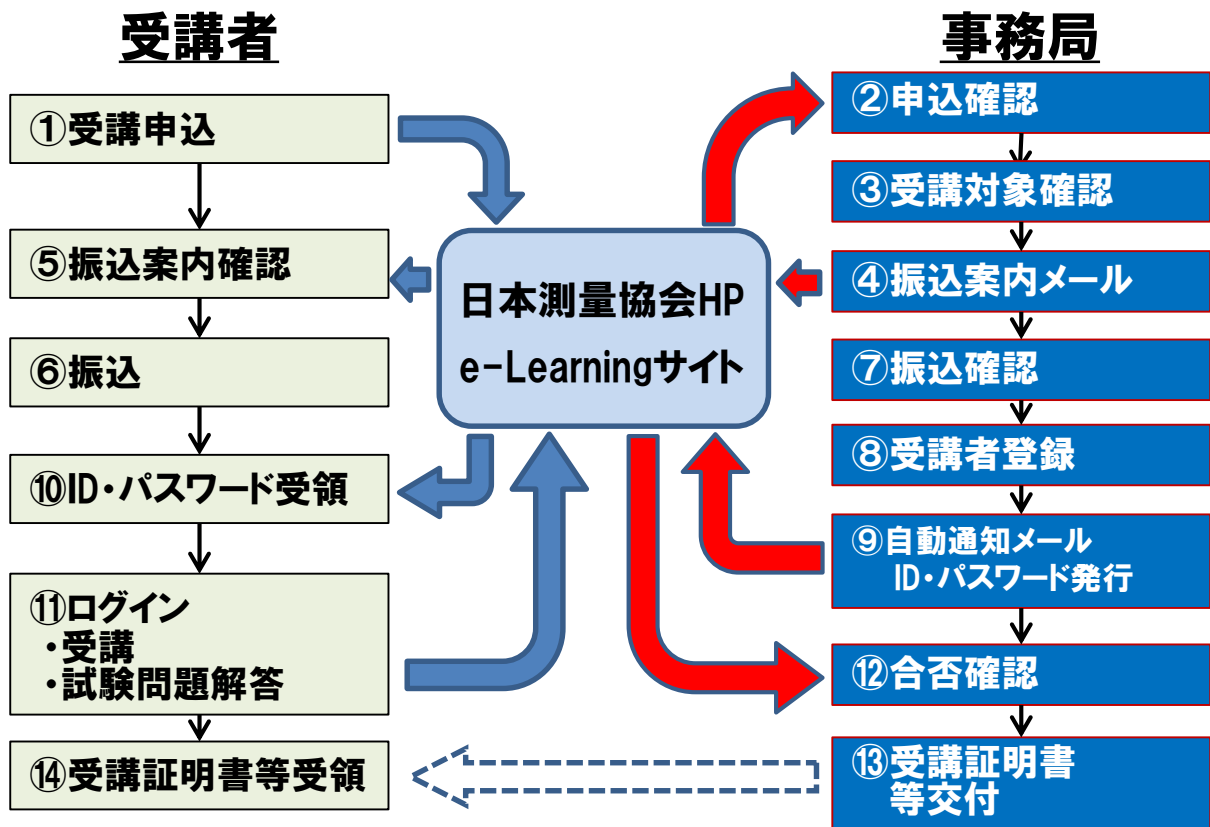 受講者
①受講申込
⑤振込案内確認
⑥振込
⑩ID・パスワード受領
⑪ログイン
・受講
・試験問題解答
⑭受講証明書等受領
日本測量協会HP
e-Learningサイト
事務局
②申込確認
③受講対象確認
④振込案内メール
⑦振込確認
⑧受講者登録
⑨自動通知メール
ID・パスワード発行
⑫合否確認
⑬受講証明書
等交付